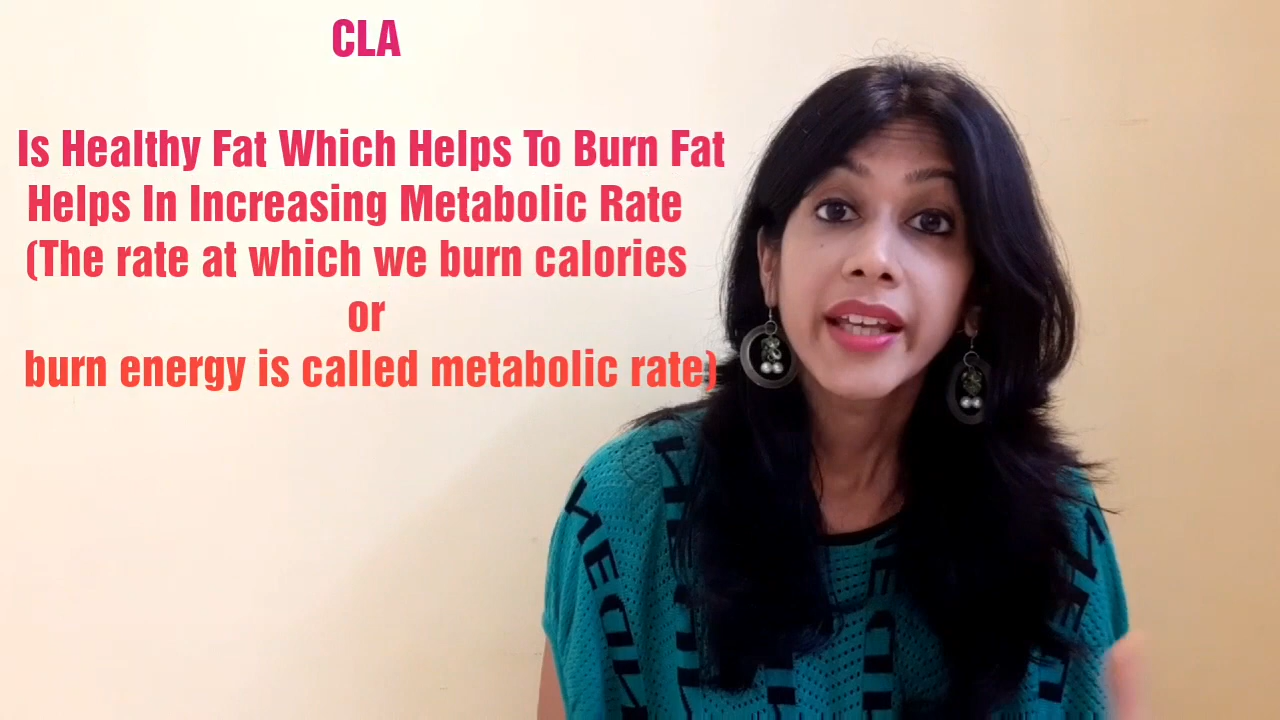 CLA
Is Healthy Fat Which Helps To Burn Fat
Helps In Increasing Metabolic Rate
(The rate at which we burn calories
or
burn energy is called metabolic rate)